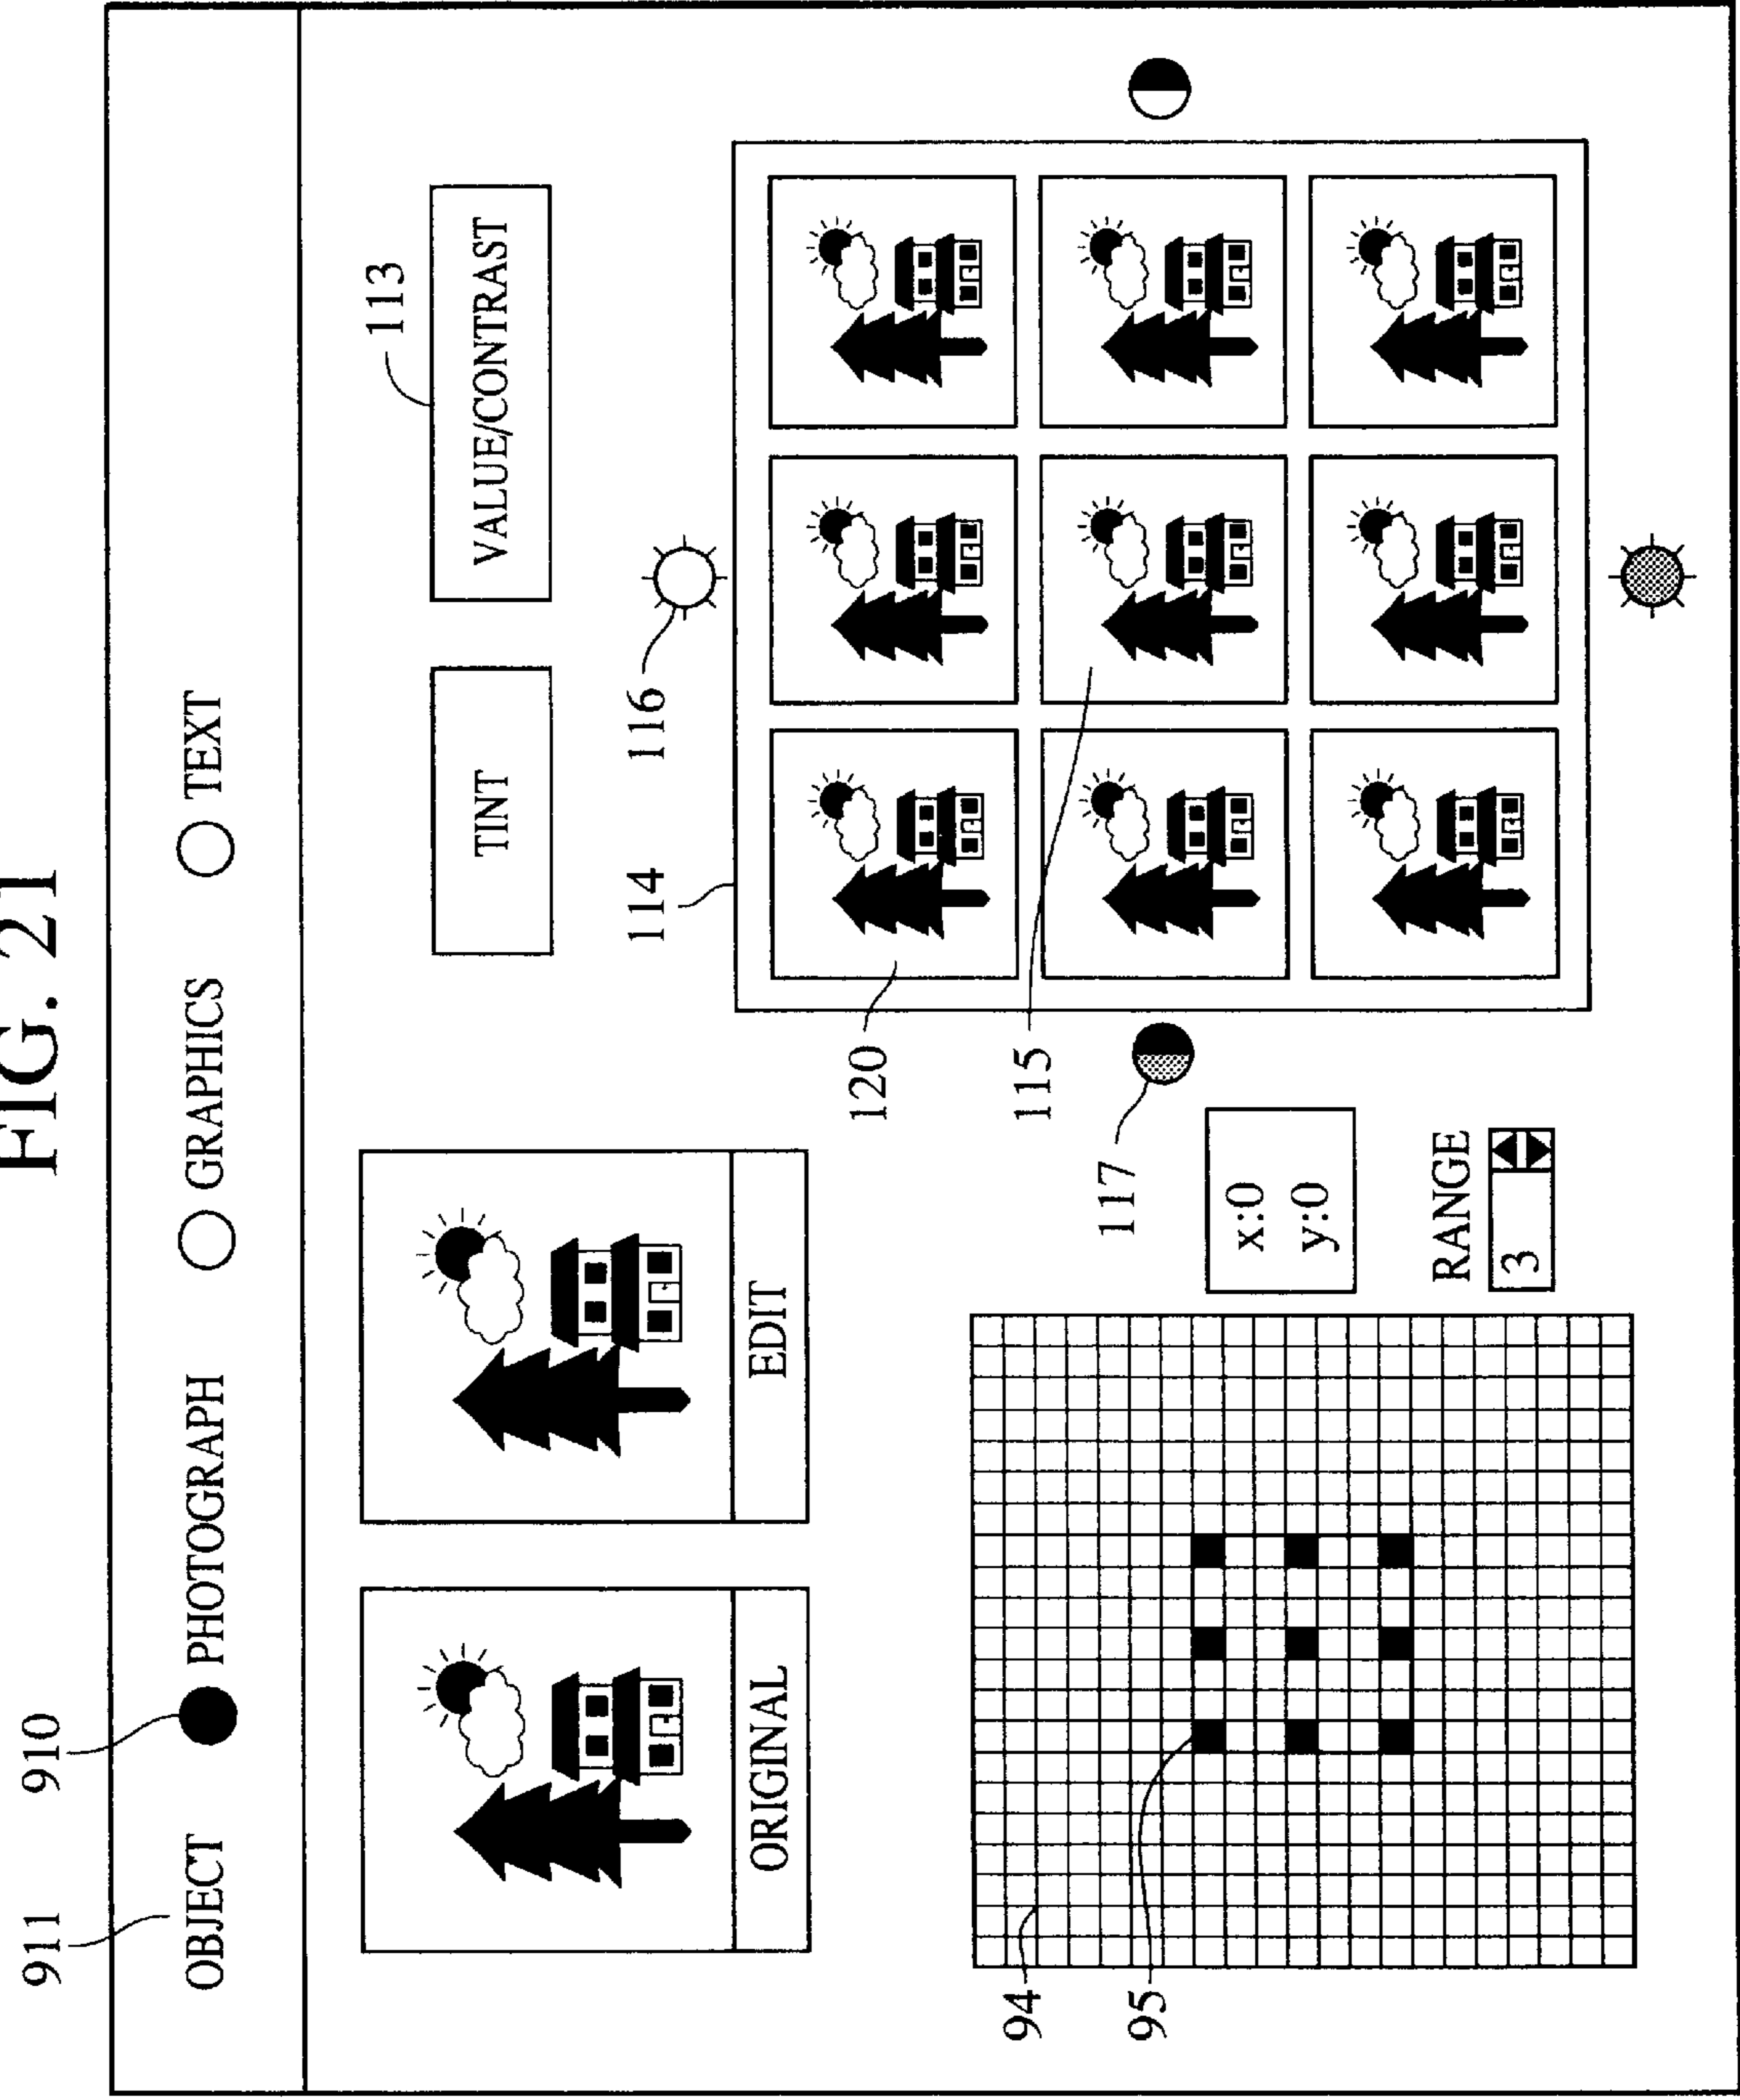 FIG. 21
911
910
OBJECT
PHOTOGRAPH
GRAPHICS
TEXT
113
TINT
VALUE/CONTRAST
114
116
ORIGINAL
EDIT
120
115
117
94
95
x:0
y:0
RANGE
3